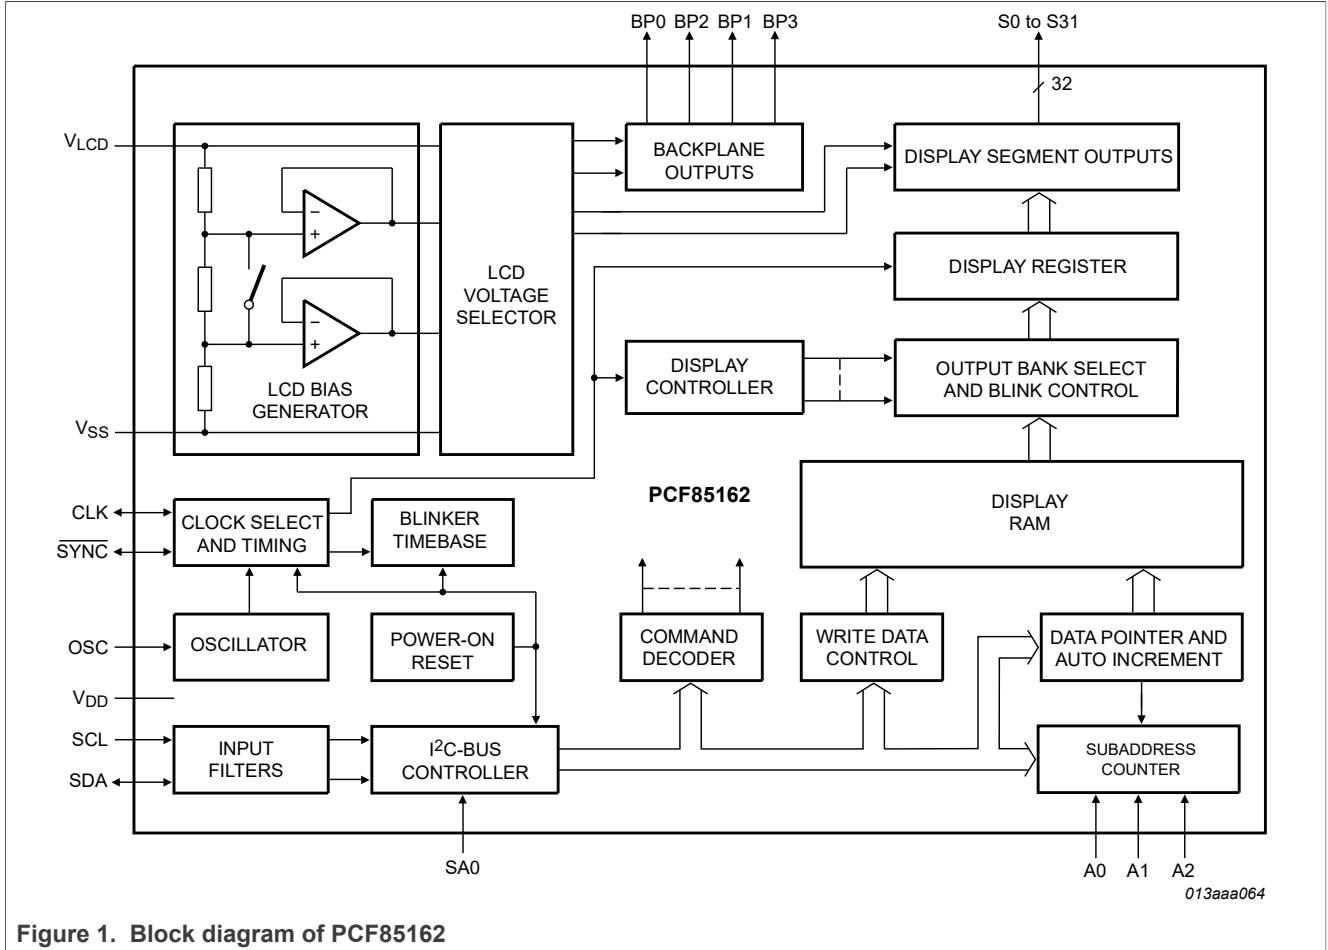 BP0 BP2 BP1 BP3
S0 to S31
32
VLCD
BACKPLANE
OUTPUTS
DISPLAY SEGMENT OUTPUTS
−
+
DISPLAY REGISTER
LCD
VOLTAGE
SELECTOR
−
+
DISPLAY
CONTROLLER
OUTPUT BANK SELECT
AND BLINK CONTROL
LCD BIAS
GENERATOR
VSS
PCF85162
DISPLAY
RAM
CLK
SYNC
CLOCK SELECT
AND TIMING
BLINKER
TIMEBASE
OSC
OSCILLATOR
POWER-ON
RESET
COMMAND
DECODER
WRITE DATA
CONTROL
DATA POINTER AND
AUTO INCREMENT
VDD
SCL
SDA
INPUT
FILTERS
I2C-BUS
CONTROLLER
SUBADDRESS
COUNTER
SA0
A0 A1 A2
013aaa064
Figure 1. Block diagram of PCF85162